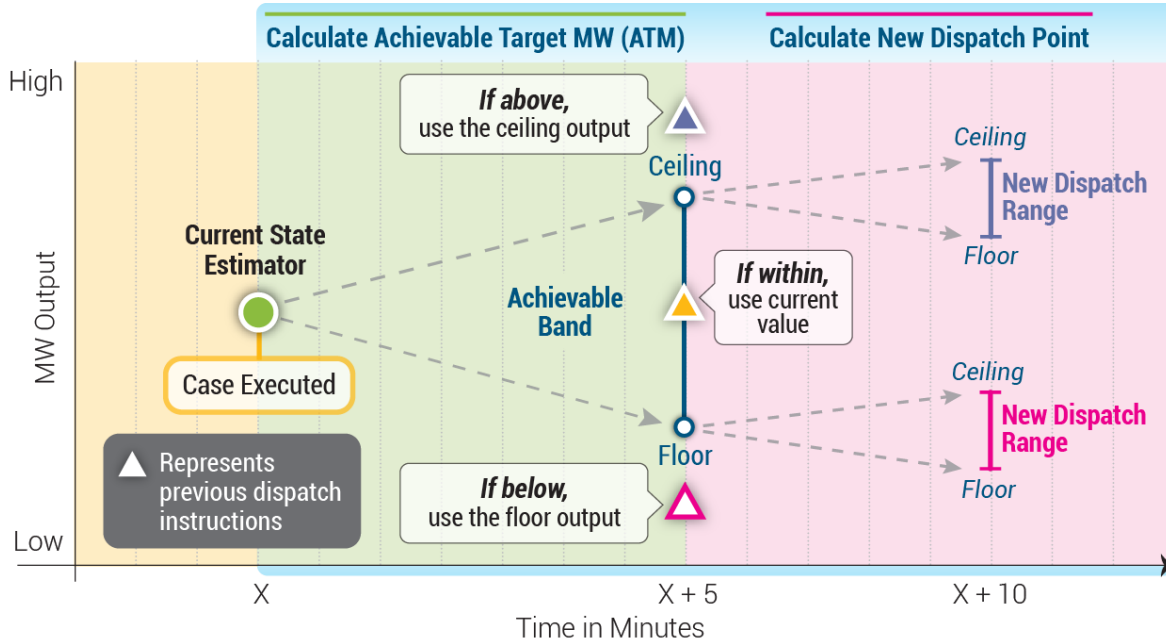 Calculate Achievable Target MW (ATM)
Calculate New Dispatch Point
High
If above,
use the ceiling output
Ceiling
Ceiling
New Dispatch
Range
Floor
Current State
Estimator
MW Output
Achievable
Band
If within,
use current
value
Case Executed
Ceiling
New Dispatch
Range
Floor
Floor
Represents
previous dispatch
instructions
If below,
use the floor output
Low
X
X + 5
X + 10
Time in Minutes